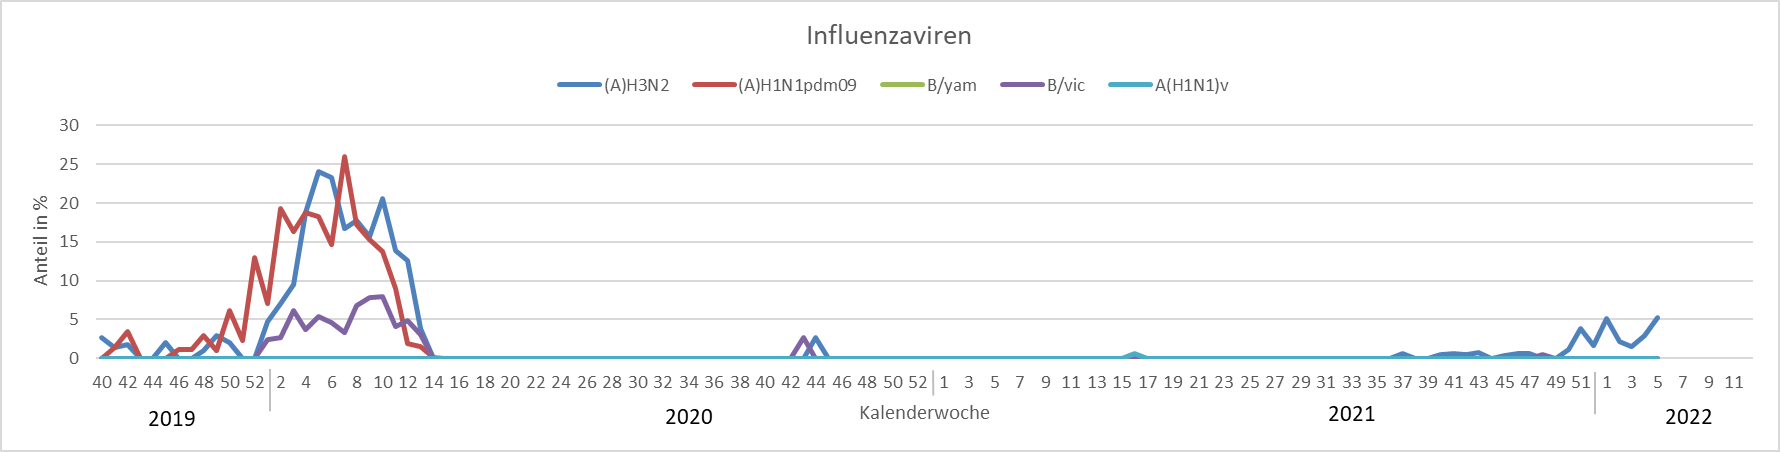 Influenzaviren
(A)H3N2 (A)H1N1pdm09 B/yam B/vic A(H1N1)v
Anteil in %
30
25
20
15
10
5
0
40 42 44 46 48 50 52 2 4 6 8 10 12 14 16 18 20 22 24 26 28 30 32 34 36 38 40 42 44 46 48 50 52 1 3 5 7 9 11 13 15 17 19 21 23 25 27 29 31 33 35 37 39 41 43 45 47 49 51 1 3 5 7 9 11
2019 2020 2021 2022
Kalenderwoche